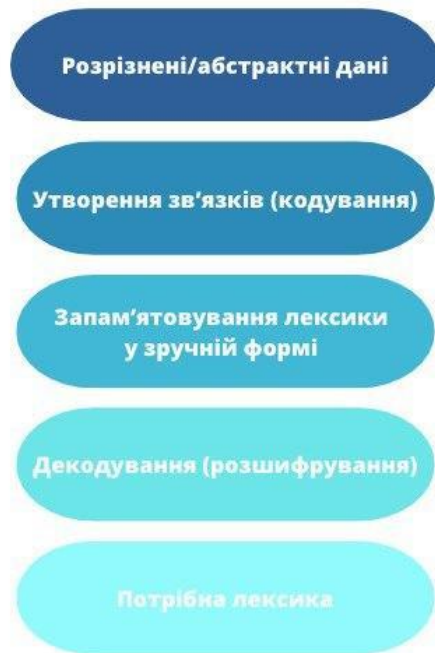 Розрізнені/абстрактні дані
Утворення зв’язків (кодування)
Запам’ятовування лексики
у зручній формі
Декодування (розшифрування)
Потрібна лексика